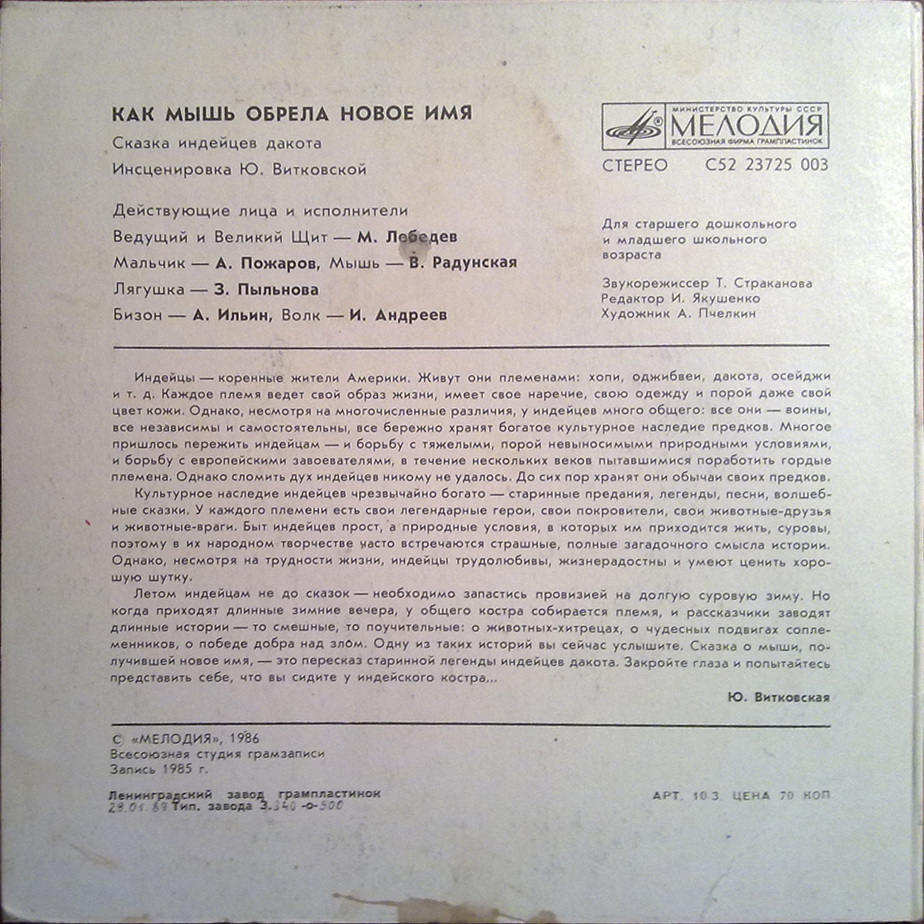 КАК МЫШЬ ОБРЕЛА НОВОЕ ИМЯ
Сказка индейцев дакота
Инсценировка Ю. Витковской
Действующие лица и исполнители
Ведущий и Великий Щит — М. Лебедев
Мальчик — А. Пожаров, Мышь — В. Радунская
Лягушка — З. Пыльнова
Бизон — А. Ильин, Волк — И. Андреев
МИНИСТЕРСТВО КУЛЬТУРЫ СССР
МЕЛОДИЯ
ВСЕСОЮЗНАЯ ФИРМА ГРАМПЛАСТИНОК
СТЕРЕО С52 23725 003
Для старшего дошкольного
и младшего школьного
возраста
Звукорежиссер Т. Страканова
Редактор И. Якушенко
Художник А. Пчелкин
Индейцы — коренные жители Америки. Живут они племенами: хопи, оджибвеи, дакота, осейджи
и т. д. Каждое племя ведет свой образ жизни, имеет свое наречие, свою одежду и порой даже свой
цвет кожи. Однако, несмотря на многочисленные различия, у индейцев много общего: все они — воины,
все независимы и самостоятельны, все бережно хранят богатое культурное наследие предков. Многое
пришлось пережить индейцам — и борьбу с тяжелыми, порой невыносимыми природными условиями,
и борьбу с европейскими завоевателями, в течение нескольких веков пытавшимися поработить гордые
племена. Однако сломить дух индейцев никому не удалось. До сих пор хранят они обычаи своих предков.
Культурное наследие индейцев чрезвычайно богато — старинные предания, легенды, песни, волшеб-
ные сказки. У каждого племени есть свои легендарные герои, свои покровители, свои животные-друзья
и животные-враги. Быт индейцев прост, а природные условия, в которых им приходится жить, суровы,
поэтому в их народном творчестве часто встречаются страшные, полные загадочного смысла истории.
Однако, несмотря на трудности жизни, индейцы трудолюбивы, жизнерадостны и умеют ценить хоро-
шую шутку.
Летом индейцам не до сказок — необходимо запастись провизией на долгую суровую зиму. Но
когда приходят длинные зимние вечера, у общего костра собирается племя, и рассказчики заводят
длинные истории — то смешные, то поучительные: о животных-хитрецах, о чудесных подвигах сопле-
менников, о победе добра над злом. Одну из таких историй вы сейчас услышите. Сказка о мыши, по-
лучившей новое имя, — это пересказ старинной легенды индейцев дакота. Закройте глаза и попытайтесь
представить себе, что вы сидите у индейского костра...
Ю. Витковская
© «МЕЛОДИЯ», 1986
Всесоюзная студия грамзаписи
Запись 1985 г.
Ленинградский завод грампластинок
Тип. завода З. -0-500
АРТ. 10-3 ЦЕНА 70 КОП.